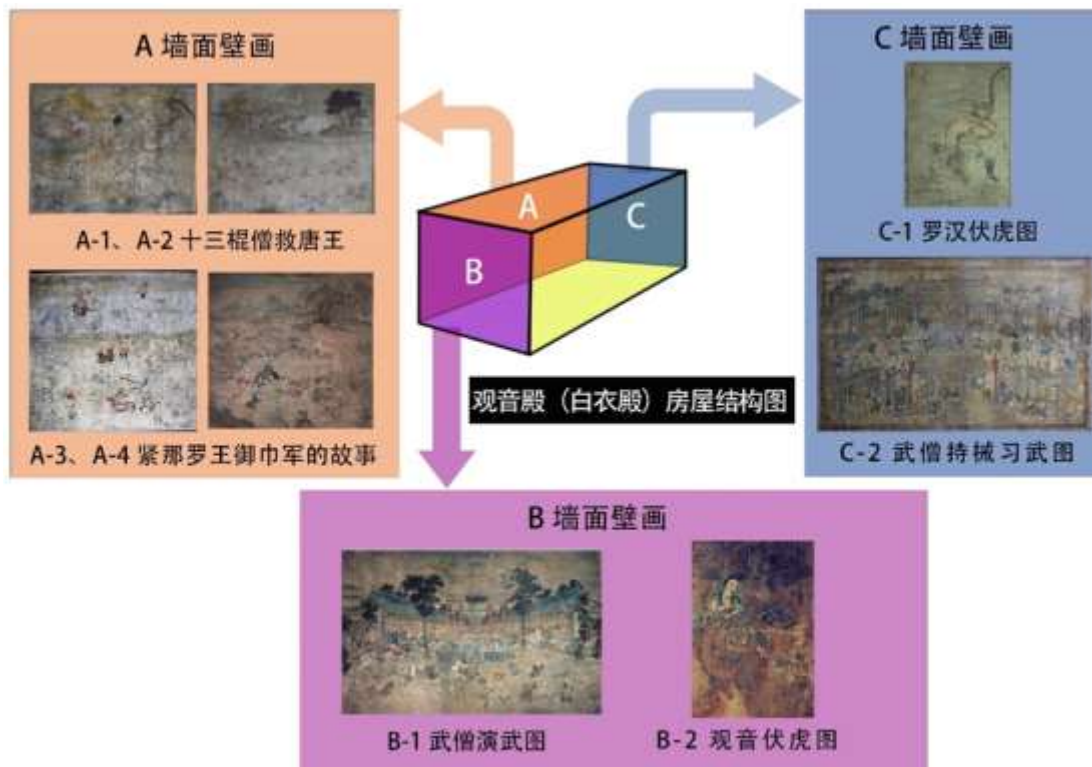 A 墙面壁画
A-1、A-2 十三棍僧救唐王
A-3、A-4 紧那罗王御巾军的故事
A
B
C
观音殿（白衣殿）房屋结构图
C 墙面壁画
C-1 罗汉伏虎图
C-2 武僧持械习武图
B 墙面壁画
B-1 武僧演武图
B-2 观音伏虎图